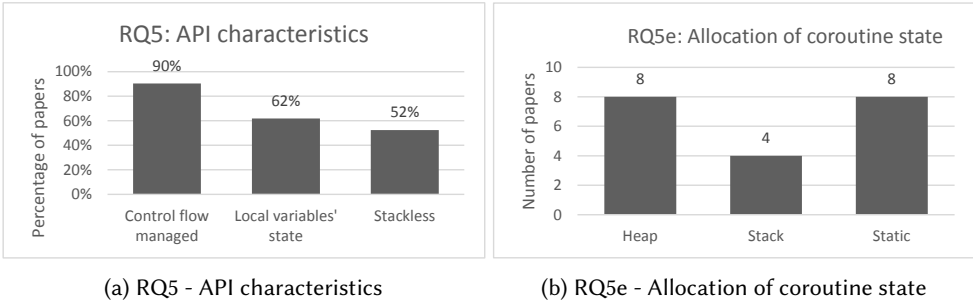 RQ5: API characteristics
Percentage of papers
100%
80%
60%
40%
20%
0%
90%
62%
52%
Control flow managed
Local variables' state
Stackless
RQ5e: Allocation of coroutine state
Number of papers
10
8
6
4
2
0
8
4
8
Heap
Stack
Static
(a) RQ5 - API characteristics
(b) RQ5e - Allocation of coroutine state